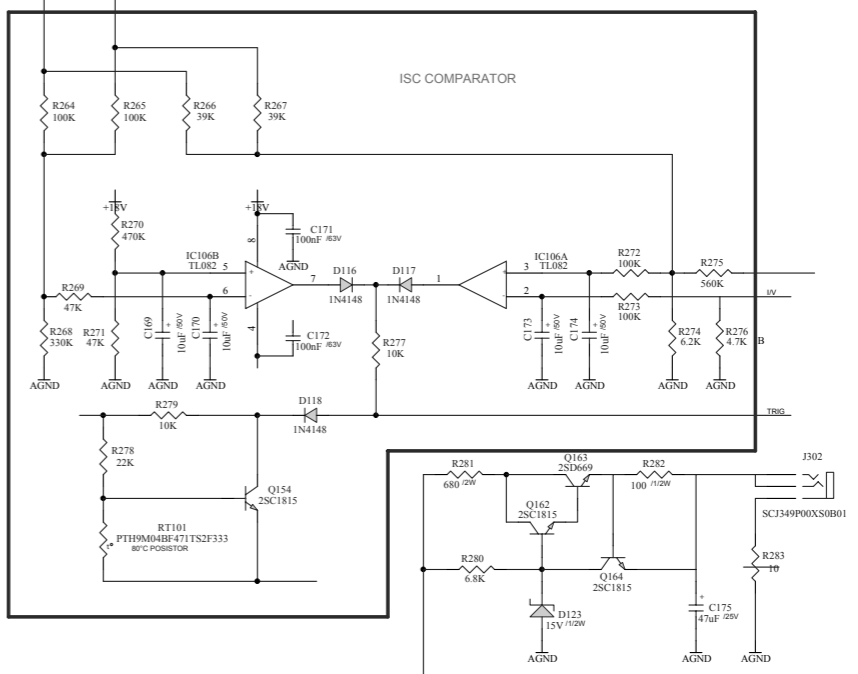 ISC COMPARATOR
R264
100K
R265
100K
R266
39K
R267
39K
+18V
R270
470K
+18V
8
C171
100nF /63V
AGND
IC106B
TL082
5
+
6
-
7
4
R269
47K
R268
330K
R271
47K
C169
+
10uF /50V
C170
+
10uF /50V
C172
100nF /63V
D116
1N4148
D117
1N4148
1
IC106A
TL082
3
+
2
-
R272
100K
R275
560K
I/V
R273
100K
C173
+
10uF /50V
C174
+
10uF /50V
R274
6.2K
R276
4.7K
B
R277
10K
AGND
AGND
AGND
AGND
AGND
AGND
AGND
AGND
R279
10K
D118
1N4148
TRIG
R278
22K
Q154
2SC1815
RT101
PTH9M04BF471TS2F333
80°C POSISTOR
t°
R281
680 /2W
Q163
2SD669
R282
100 /1/2W
J302
SCJ349P00XS0B01
Q162
2SC1815
R280
6.8K
Q164
2SC1815
R283
10
D123
15V /1/2W
+
C175
47uF /25V
AGND
AGND
AGND